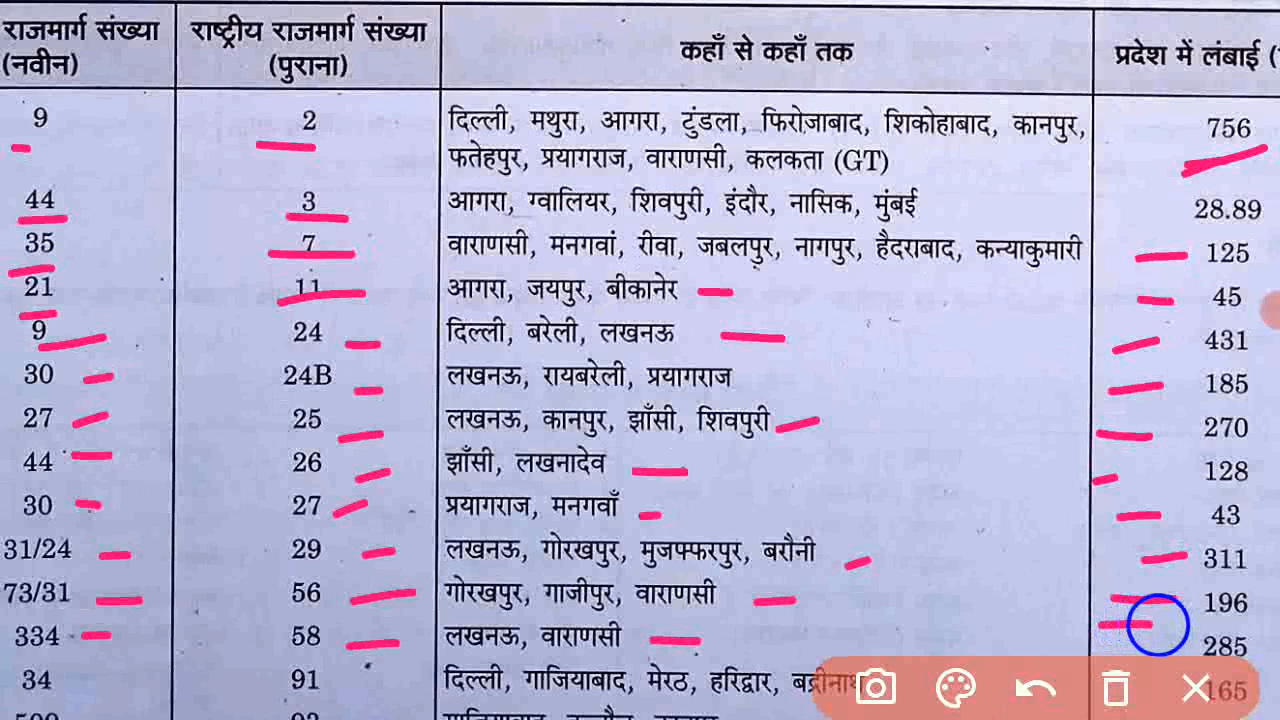 राजमार्ग संख्या राष्ट्रीय राजमार्ग संख्या कहाँ से कहाँ तक प्रदेश में लंबाई (
(नवीन) (पुराना)
9 2 दिल्ली, मथुरा, आगरा, टुंडला, फिरोजाबाद, शिकोहाबाद, कानपुर, 756
फतेहपुर, प्रयागराज, वाराणसी, कलकता (GT)
44 3 आगरा, ग्वालियर, शिवपुरी, इंदौर, नासिक, मुंबई 28.89
35 7 वाराणसी, मनगवां, रीवा, जबलपुर, नागपुर, हैदराबाद, कन्याकुमारी 125
21 11 आगरा, जयपुर, बीकानेर 45
9 24 दिल्ली, बरेली, लखनऊ 431
30 24B लखनऊ, रायबरेली, प्रयागराज 185
27 25 लखनऊ, कानपुर, झाँसी, शिवपुरी 270
44 26 झाँसी, लखनादेव 128
30 27 प्रयागराज, मनगवाँ 43
31/24 29 लखनऊ, गोरखपुर, मुजफ्फरपुर, बरौनी 311
73/31 56 गोरखपुर, गाजीपुर, वाराणसी 196
334 58 लखनऊ, वाराणसी 285
34 91 दिल्ली, गाजियाबाद, मेरठ, हरिद्वार, बद्रीनाथ 165